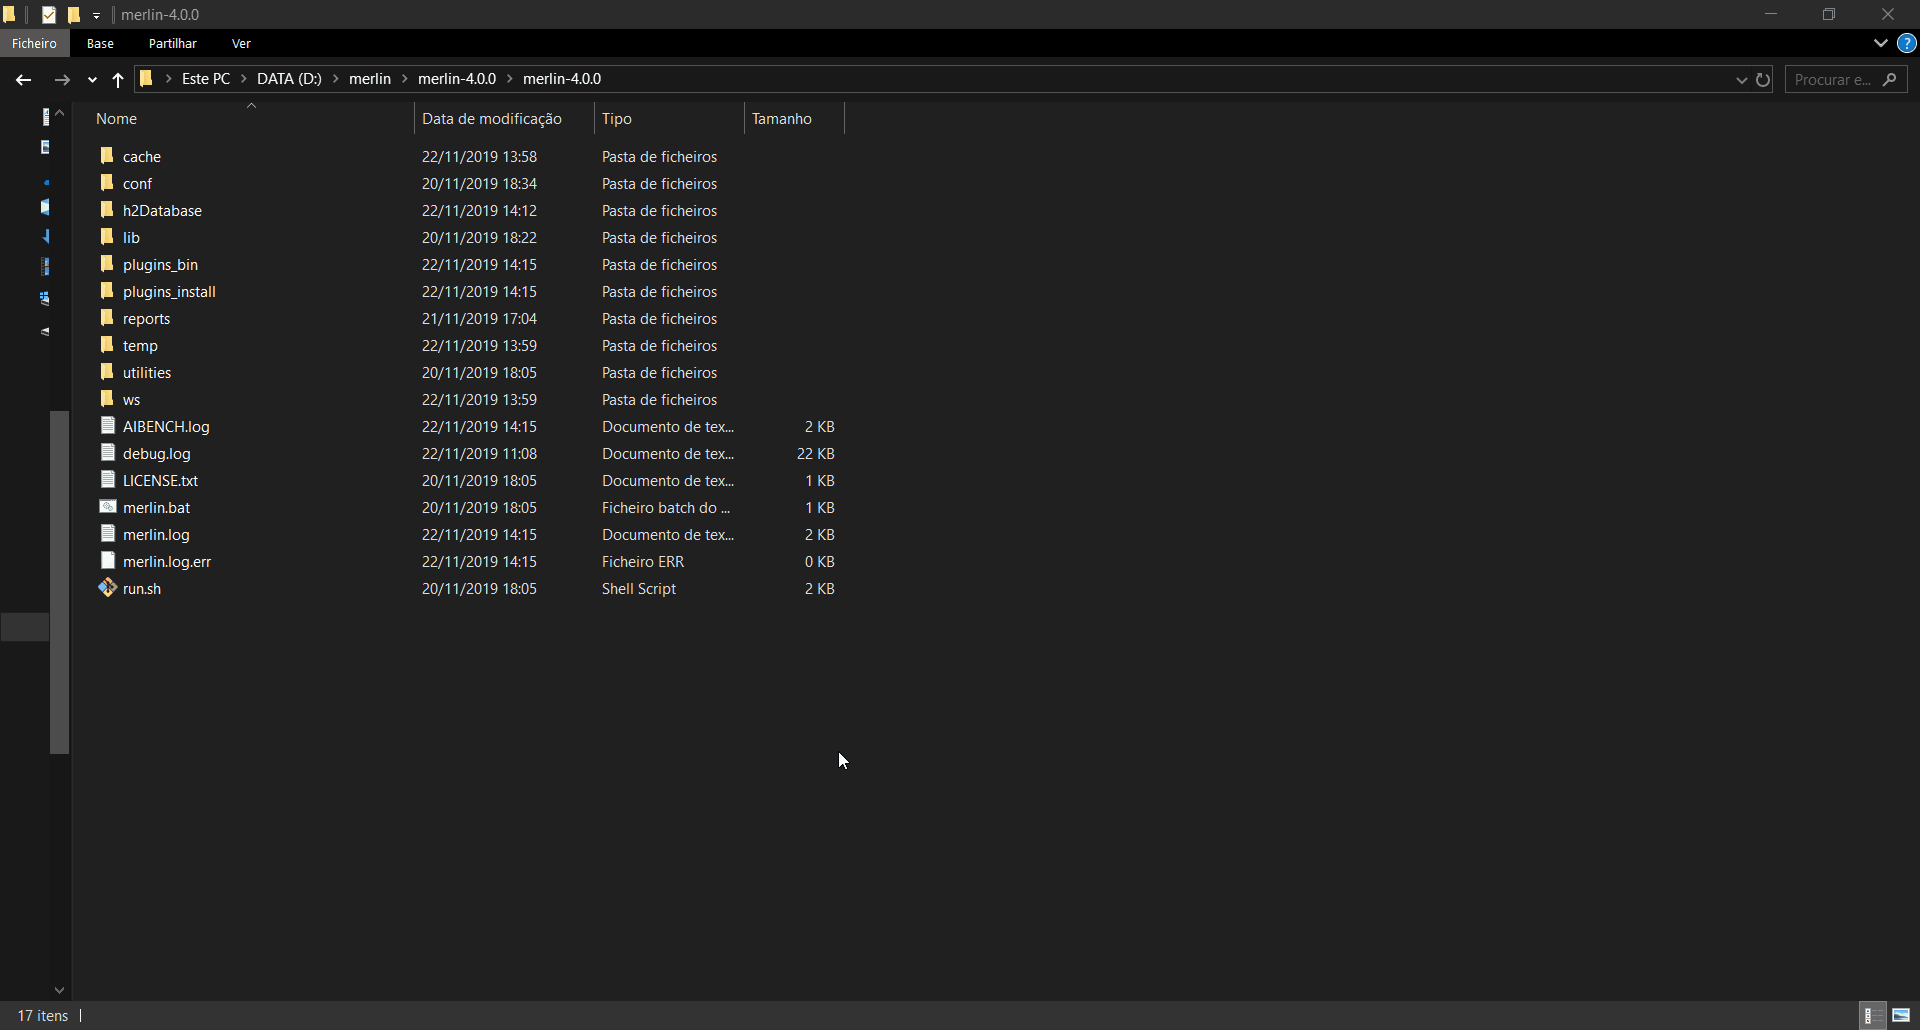 merlin-4.0.0
Ficheiro Base Partilhar Ver ?
Este PC > DATA (D:) > merlin > merlin-4.0.0 > merlin-4.0.0 Procurar e...
Nome Data de modificação Tipo Tamanho
cache 22/11/2019 13:58 Pasta de ficheiros
conf 20/11/2019 18:34 Pasta de ficheiros
h2Database 22/11/2019 14:12 Pasta de ficheiros
lib 20/11/2019 18:22 Pasta de ficheiros
plugins_bin 22/11/2019 14:15 Pasta de ficheiros
plugins_install 22/11/2019 14:15 Pasta de ficheiros
reports 21/11/2019 17:04 Pasta de ficheiros
temp 22/11/2019 13:59 Pasta de ficheiros
utilities 20/11/2019 18:05 Pasta de ficheiros
ws 22/11/2019 13:59 Pasta de ficheiros
AIBENCH.log 22/11/2019 14:15 Documento de tex... 2 KB
debug.log 22/11/2019 11:08 Documento de tex... 22 KB
LICENSE.txt 20/11/2019 18:05 Documento de tex... 1 KB
merlin.bat 20/11/2019 18:05 Ficheiro batch do ... 1 KB
merlin.log 22/11/2019 14:15 Documento de tex... 2 KB
merlin.log.err 22/11/2019 14:15 Ficheiro ERR 0 KB
run.sh 20/11/2019 18:05 Shell Script 2 KB
17 itens